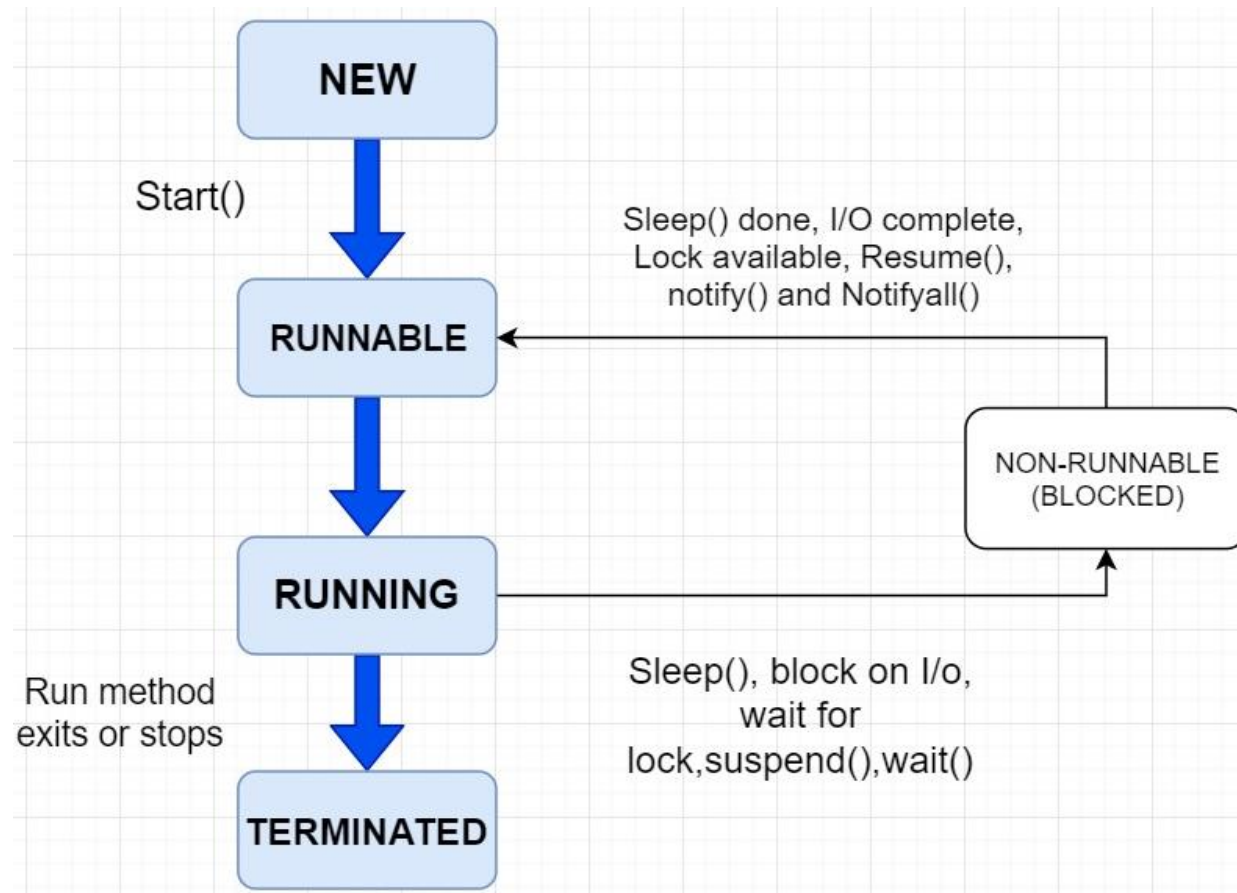 NEW
Start()
Sleep() done, I/O complete,
Lock available, Resume(),
notify() and Notifyall()
RUNNABLE
NON-RUNNABLE
(BLOCKED)
RUNNING
Run method
exits or stops
Sleep(), block on I/o,
wait for
lock,suspend(),wait()
TERMINATED